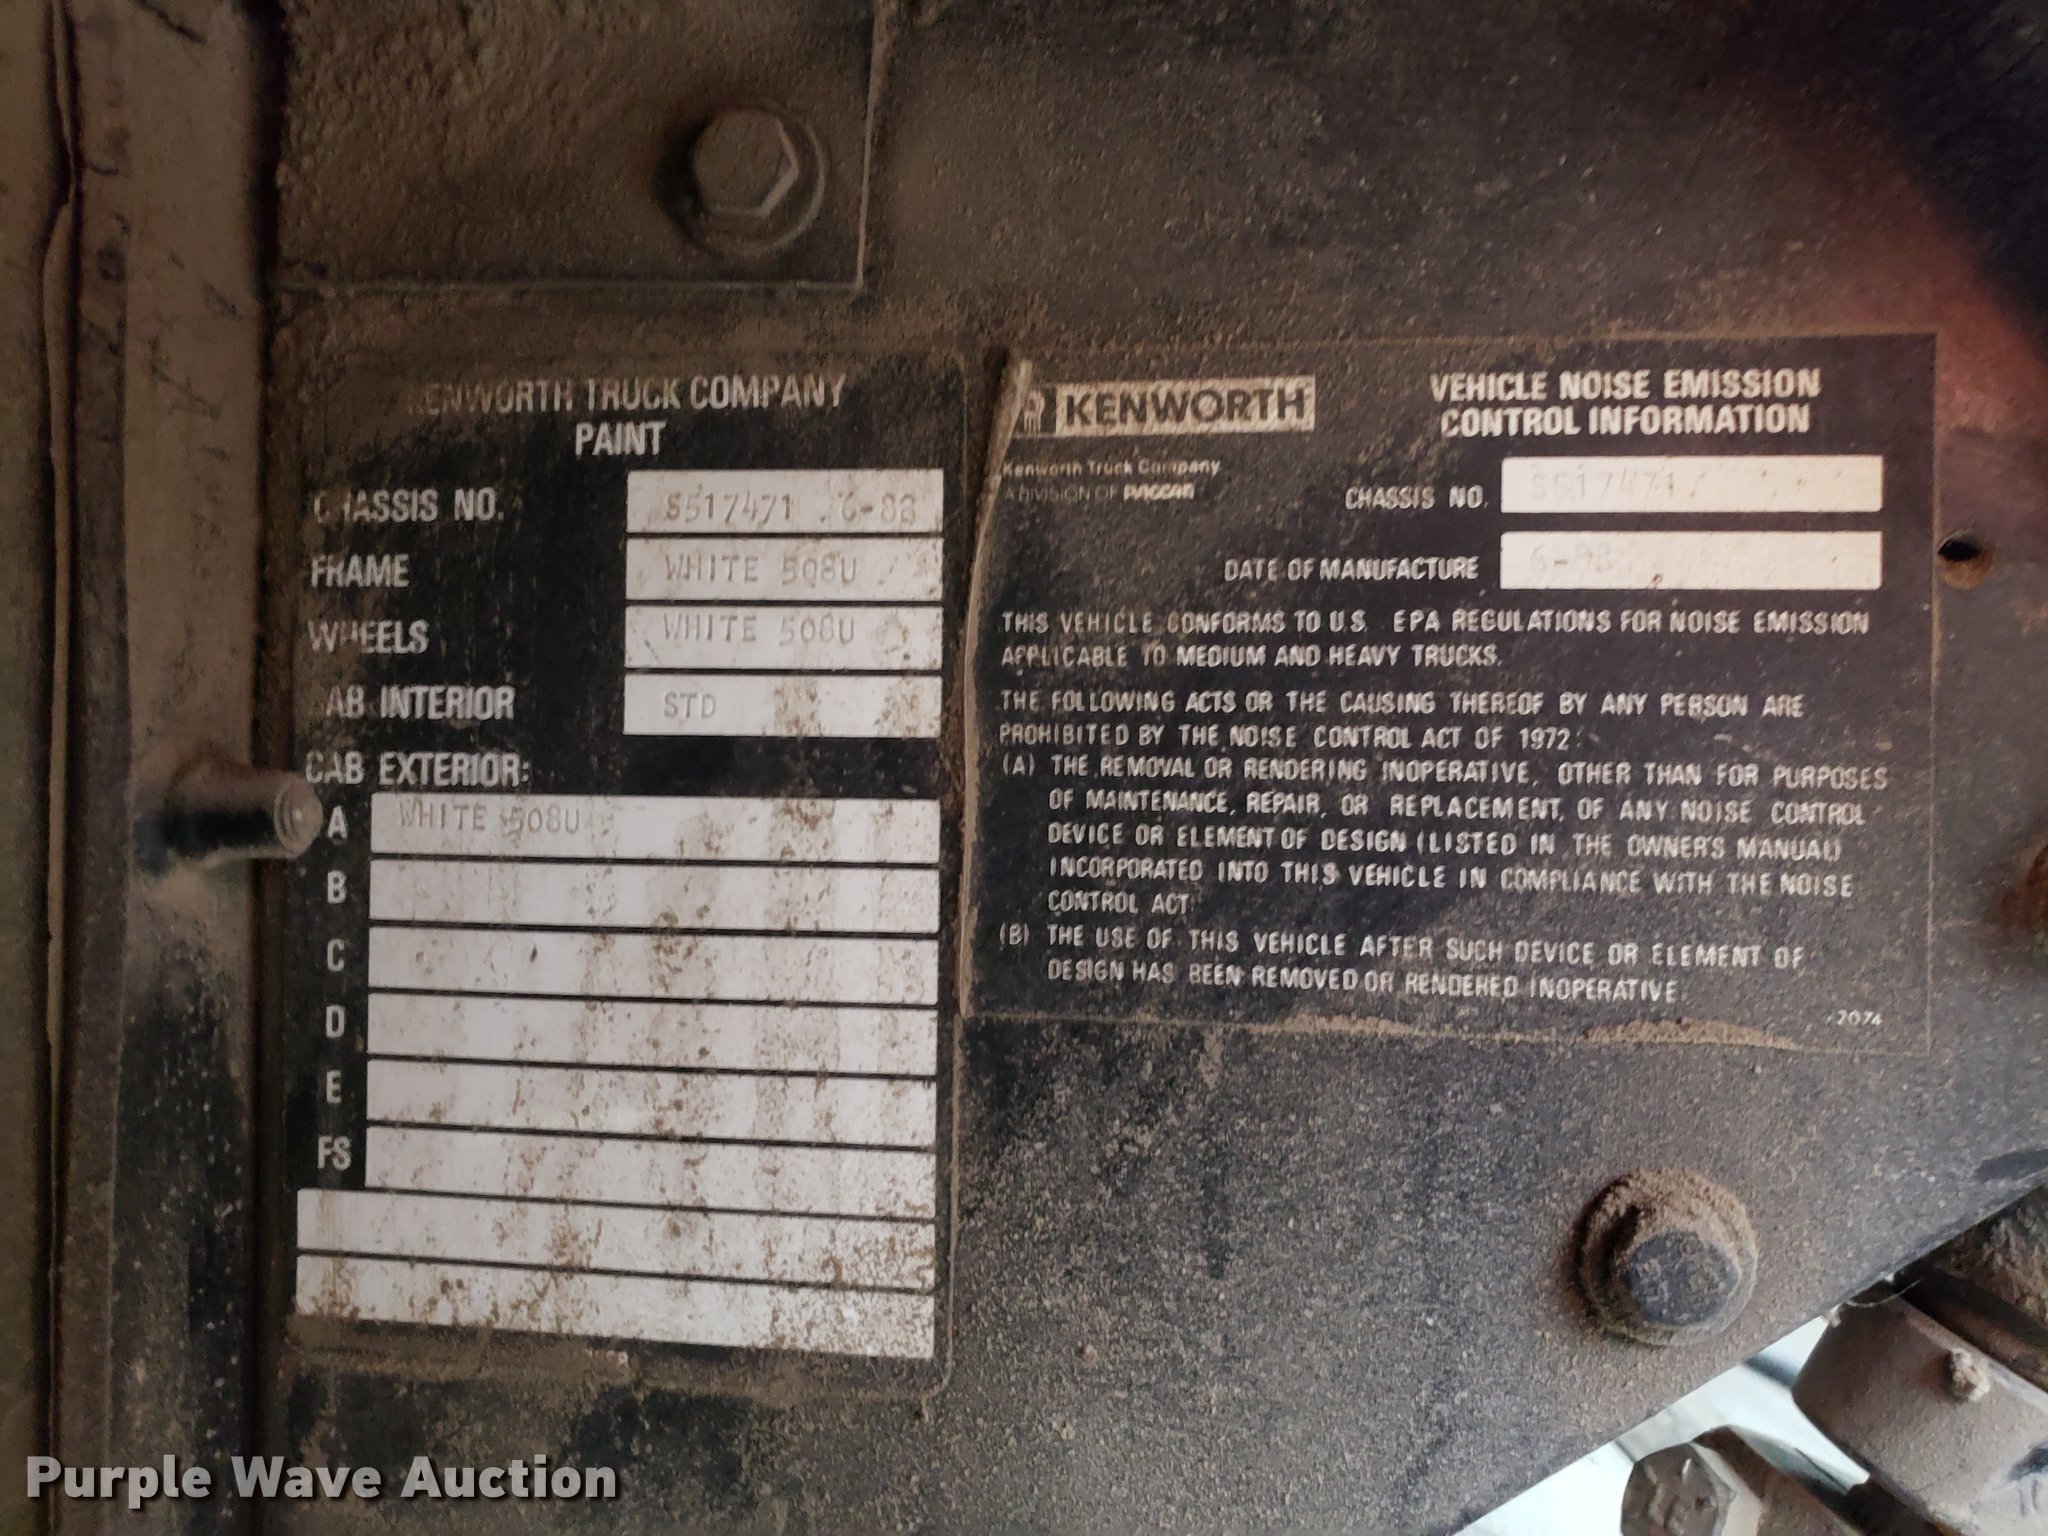 KENWORTH TRUCK COMPANY
PAINT
CHASSIS NO. S517471 6-88
FRAME WHITE 508U
WHEELS WHITE 508U
CAB INTERIOR STD
CAB EXTERIOR:
A WHITE 508U
B
C
D
E
FS
KENWORTH
Kenworth Truck Company
A DIVISION OF PACCAR
VEHICLE NOISE EMISSION
CONTROL INFORMATION
CHASSIS NO. S517471
DATE OF MANUFACTURE
THIS VEHICLE CONFORMS TO U.S. EPA REGULATIONS FOR NOISE EMISSION
APPLICABLE TO MEDIUM AND HEAVY TRUCKS.
THE FOLLOWING ACTS OR THE CAUSING THEREOF BY ANY PERSON ARE
PROHIBITED BY THE NOISE CONTROL ACT OF 1972:
(A) THE REMOVAL OR RENDERING INOPERATIVE, OTHER THAN FOR PURPOSES
OF MAINTENANCE, REPAIR, OR REPLACEMENT, OF ANY NOISE CONTROL
DEVICE OR ELEMENT OF DESIGN (LISTED IN THE OWNER'S MANUAL)
INCORPORATED INTO THIS VEHICLE IN COMPLIANCE WITH THE NOISE
CONTROL ACT.
(B) THE USE OF THIS VEHICLE AFTER SUCH DEVICE OR ELEMENT OF
DESIGN HAS BEEN REMOVED OR RENDERED INOPERATIVE.
2074
Purple Wave Auction